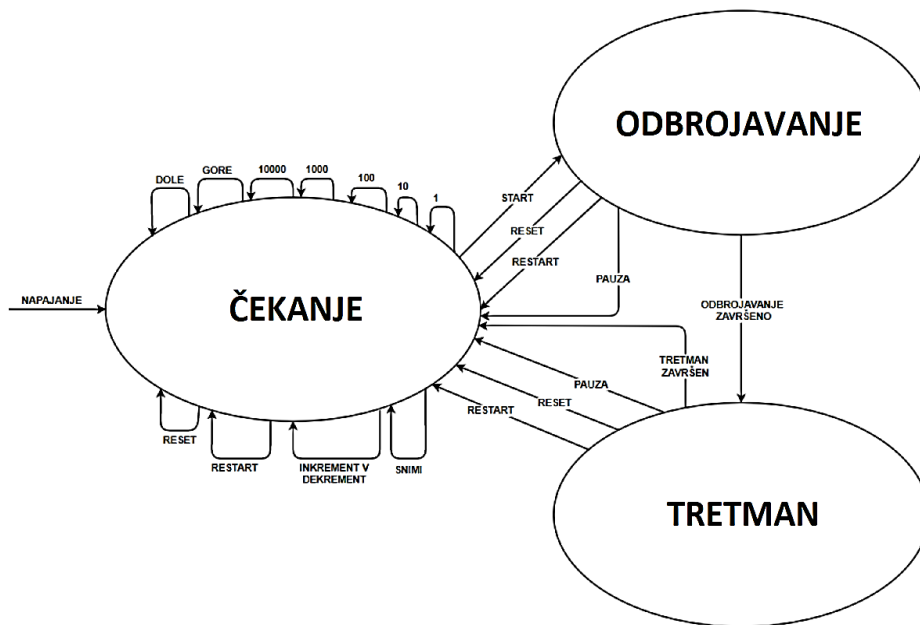 ODBROJAVANJE
DOLE
GORE
10000
1000
100
10
1
START
RESET
RESTART
PAUZA
NAPAJANJE
ČEKANJE
ODBROJAVANJE
ZAVRŠENO
TRETMAN
ZAVRŠEN
PAUZA
RESET
RESTART
RESET
RESTART
INKREMENT V
DEKREMENT
SNIMI
TRETMAN